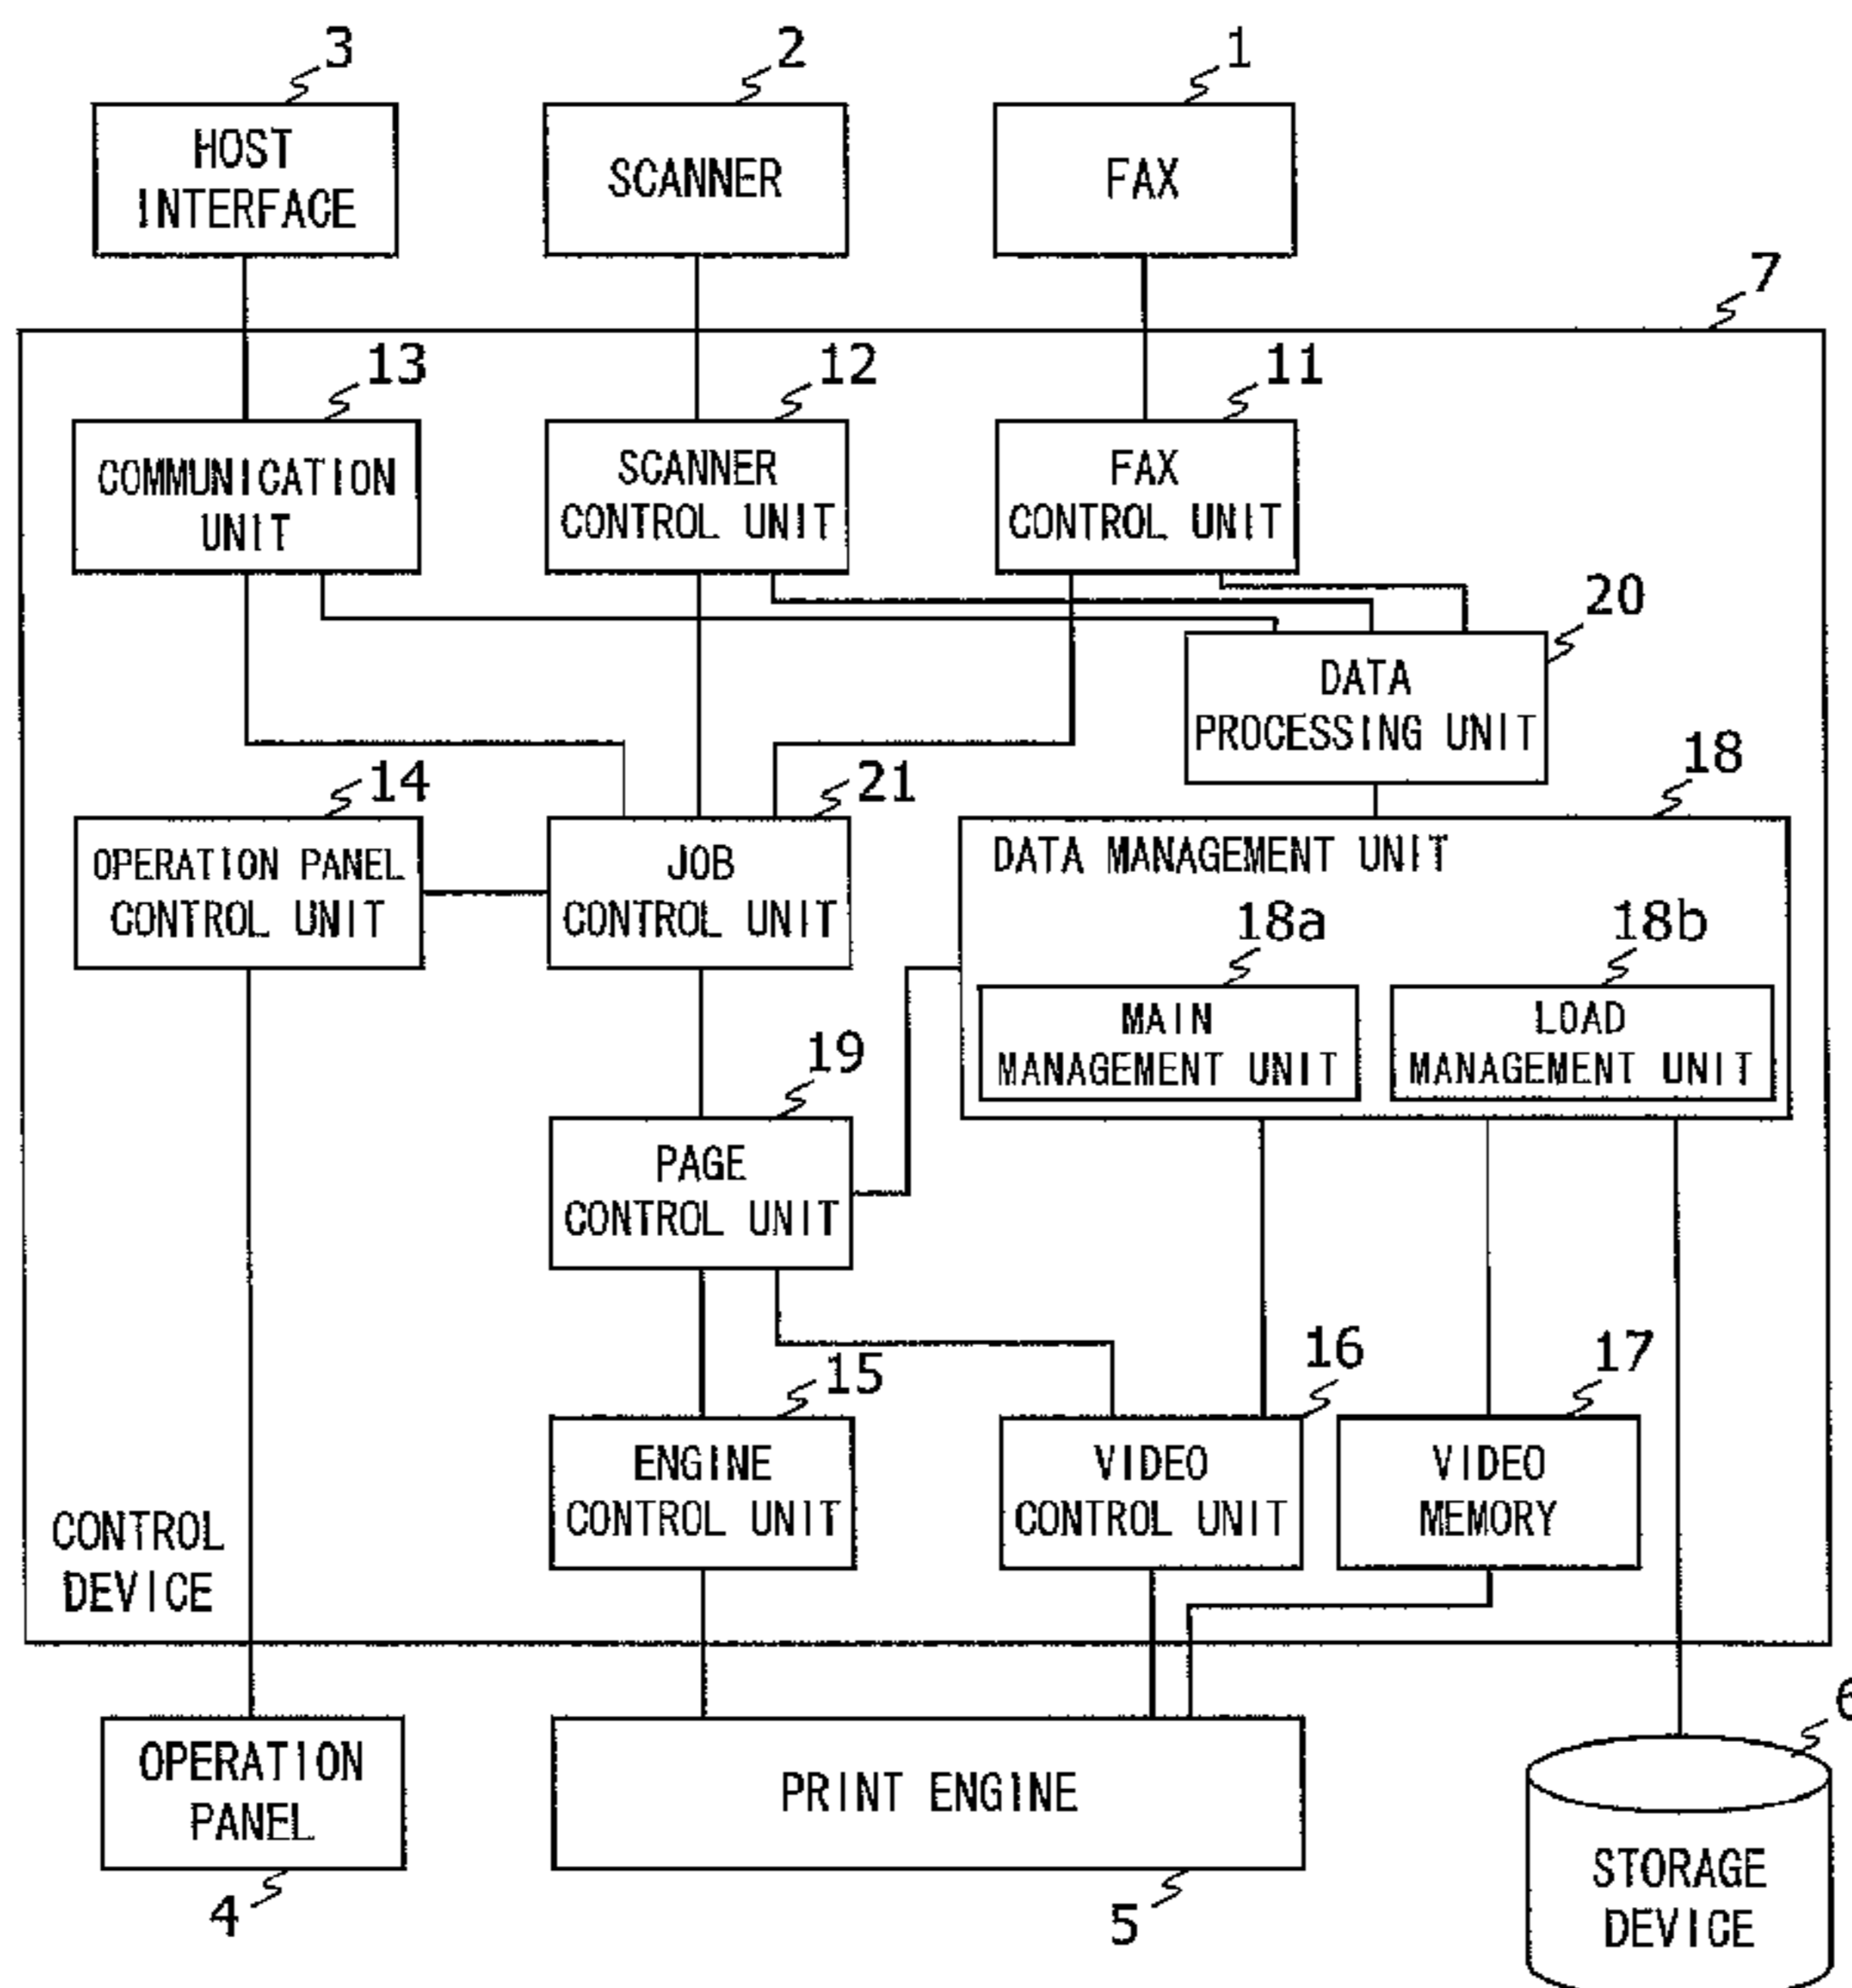 3
2
1
HOST
INTERFACE
SCANNER
FAX
7
13
12
11
COMMUNICATION
UNIT
SCANNER
CONTROL UNIT
FAX
CONTROL UNIT
20
DATA
PROCESSING UNIT
14
21
18
OPERATION PANEL
CONTROL UNIT
JOB
CONTROL UNIT
DATA MANAGEMENT UNIT
18a
18b
MAIN
MANAGEMENT UNIT
LOAD
MANAGEMENT UNIT
19
PAGE
CONTROL UNIT
15
16
17
ENGINE
CONTROL UNIT
VIDEO
CONTROL UNIT
VIDEO
MEMORY
CONTROL
DEVICE
6
OPERATION
PANEL
PRINT ENGINE
STORAGE
DEVICE
4
5